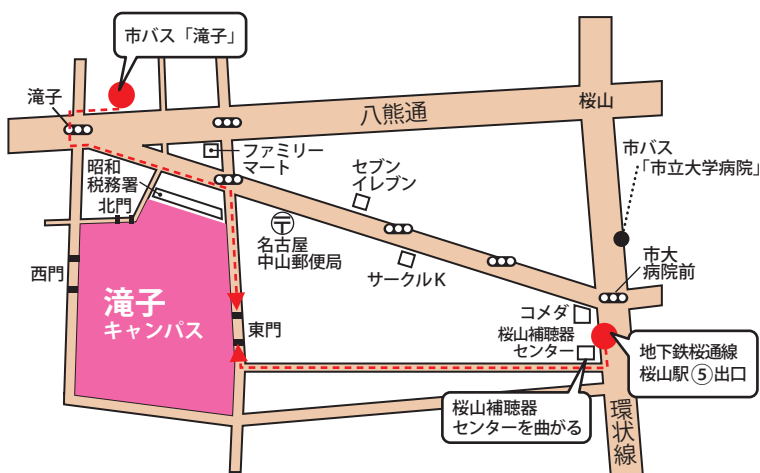 市バス「滝子」
滝子
八熊通
桜山
ファミリー
マート
昭和
税務署
北門
セブン
イレブン
市バス
「市立大学病院」
〒
名古屋
中山郵便局
サークルK
市大
病院前
西門
滝子
キャンパス
東門
コメダ
桜山補聴器
センター
地下鉄桜通線
桜山駅⑤出口
桜山補聴器
センターを曲がる
環状線